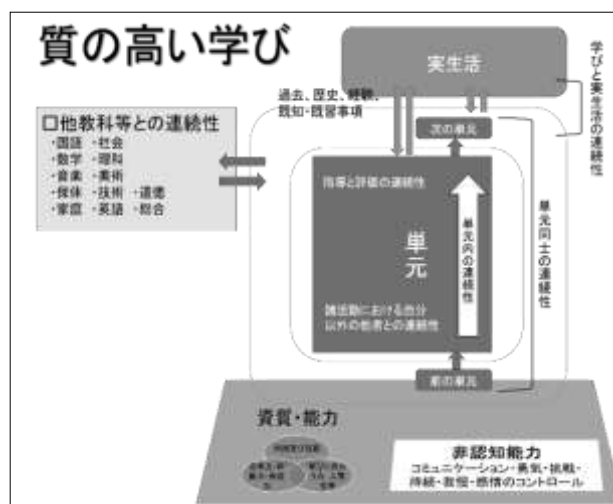 質の高い学び
実生活
学びと実生活の連続性
過去、歴史、経験、
既知・既習事項
次の単元
□他教科等との連続性
・国語 ・社会
・数学 ・理科
・音楽 ・美術
・保体 ・技術 ・道徳
・家庭 ・英語 ・総合
指導と評価の連続性
単元
単元内の連続性
単元同士の連続性
諸活動における自分
以外の他者との連続性
前の単元
資質・能力
非認知能力
コミュニケーション・勇気・挑戦・
持続・我慢・感情のコントロール